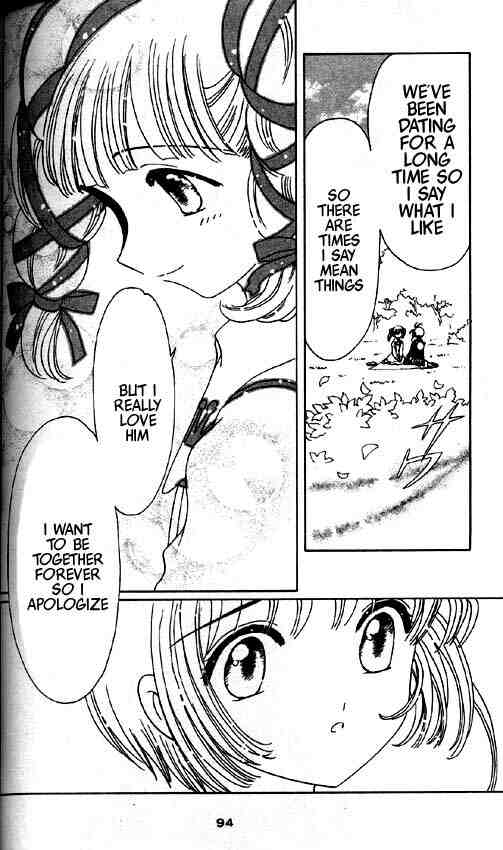 WE'VE
BEEN
DATING
FOR A
LONG
TIME SO
I SAY
WHAT I
LIKE
SO
THERE
ARE
TIMES
I SAY
MEAN
THINGS
BUT I
REALLY
LOVE
HIM
I WANT
TO BE
TOGETHER
FOREVER
SO I
APOLOGIZE
94